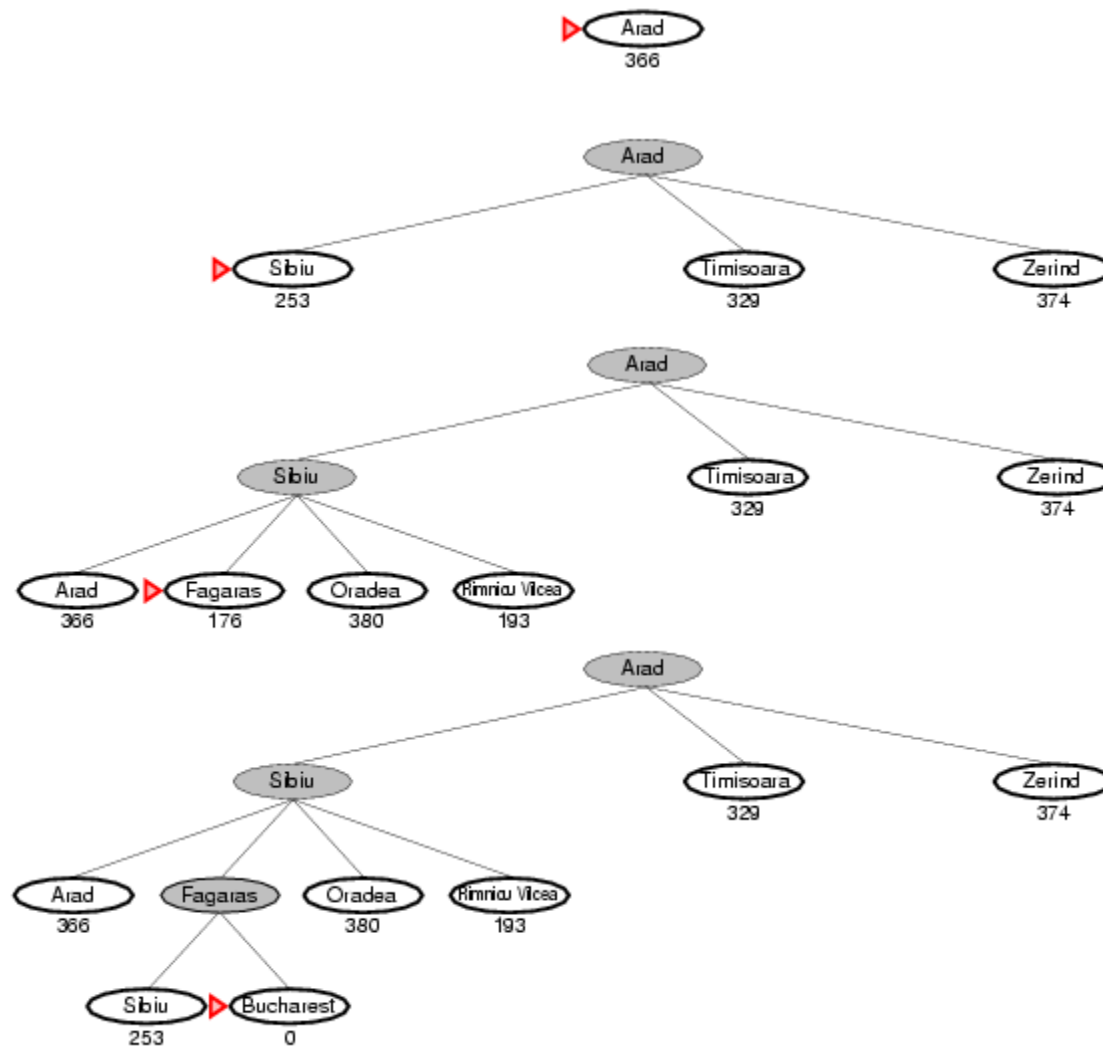 Arad
366
Arad
Sibiu Timisoara Zerind
253 329 374
Arad
Sibiu Timisoara Zerind
329 374
Arad Fagaras Oradea Rimnicu Vilcea
366 176 380 193
Arad
Sibiu Timisoara Zerind
329 374
Arad Fagaras Oradea Rimnicu Vilcea
366 380 193
Sibiu Bucharest
253 0